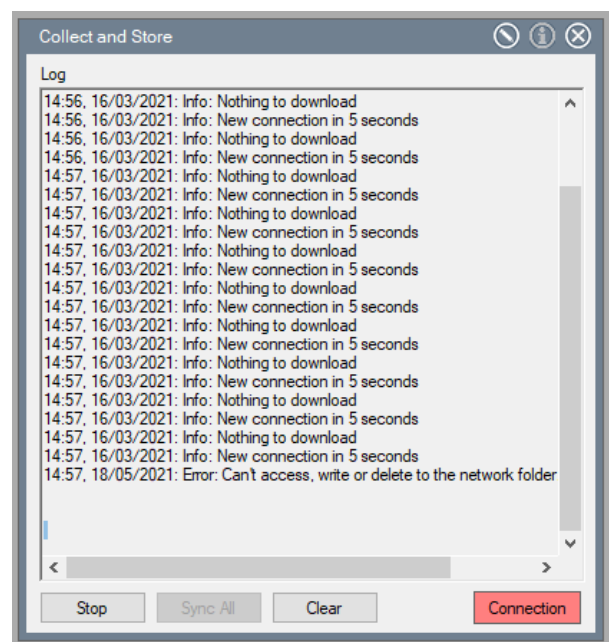 Collect and Store
Log
14:56, 16/03/2021: Info: Nothing to download
14:56, 16/03/2021: Info: New connection in 5 seconds
14:56, 16/03/2021: Info: Nothing to download
14:56, 16/03/2021: Info: New connection in 5 seconds
14:57, 16/03/2021: Info: Nothing to download
14:57, 16/03/2021: Info: New connection in 5 seconds
14:57, 16/03/2021: Info: Nothing to download
14:57, 16/03/2021: Info: New connection in 5 seconds
14:57, 16/03/2021: Info: Nothing to download
14:57, 16/03/2021: Info: New connection in 5 seconds
14:57, 16/03/2021: Info: Nothing to download
14:57, 16/03/2021: Info: New connection in 5 seconds
14:57, 16/03/2021: Info: Nothing to download
14:57, 16/03/2021: Info: New connection in 5 seconds
14:57, 16/03/2021: Info: Nothing to download
14:57, 16/03/2021: Info: New connection in 5 seconds
14:57, 16/03/2021: Info: Nothing to download
14:57, 16/03/2021: Info: New connection in 5 seconds
14:57, 16/03/2021: Info: Nothing to download
14:57, 16/03/2021: Info: New connection in 5 seconds
14:57, 18/05/2021: Error: Can't access, write or delete to the network folder
Stop Sync All Clear Connection